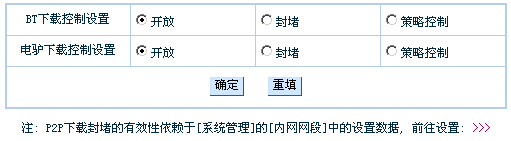 BT下载控制设置 开放 封堵 策略控制
电驴下载控制设置 开放 封堵 策略控制
确定 重填
注: P2P下载封堵的有效性依赖于[系统管理]的[内网网段]中的设置数据, 前往设置: >>>